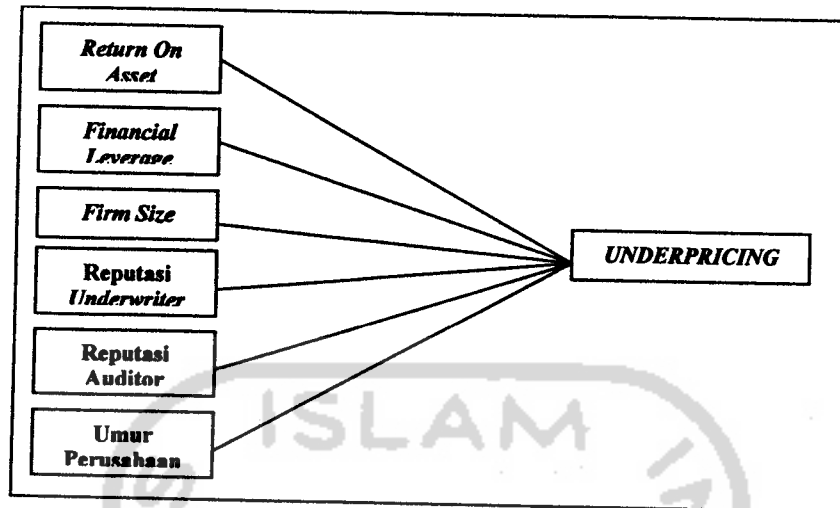 Return On
Asset
Financial
Leverage
Firm Size
Reputasi
Underwriter
Reputasi
Auditor
Umur
Perusahaan
UNDERPRICING
ISLAM